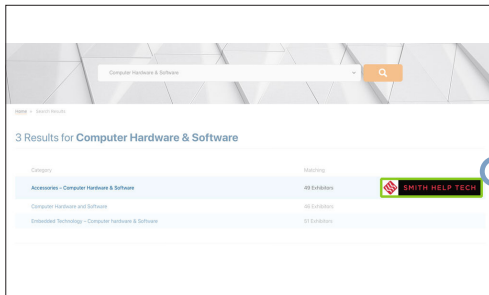 Computer Hardware & Software
Home > Search Results
3 Results for Computer Hardware & Software
Category Matching
Accessories – Computer Hardware & Software 49 Exhibitors SMITH HELP TECH
Computer Hardware and Software 48 Exhibitors
Embedded Technology – Computer hardware & Software 51 Exhibitors